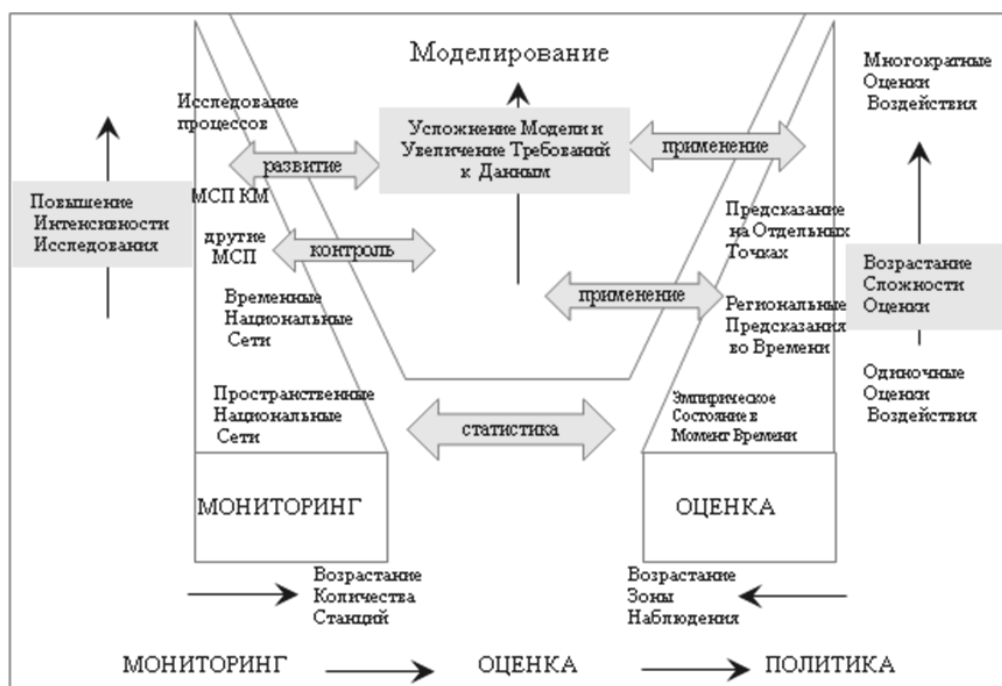 Моделирование
Исследование
процессов
развитие
МСП КМ
другие
МСП
контроль
Временные
Национальные
Сети
Пространственные
Национальные
Сети
Повышение
Интенсивности
Исследования
Усложнение Модели и
Увеличение Требований
к Данным
применение
применение
статистика
Предсказание
на Отдельных
Точках
Региональные
Предсказания
во Времени
Эмпирическое
Состояние в
Момент Времени
Многократные
Оценки
Воздействия
Возрастание
Сложности
Оценки
Одиночные
Оценки
Воздействия
МОНИТОРИНГ
ОЦЕНКА
Возрастание
Количества
Станций
Возрастание
Зоны
Наблюдения
МОНИТОРИНГ
ОЦЕНКА
ПОЛИТИКА